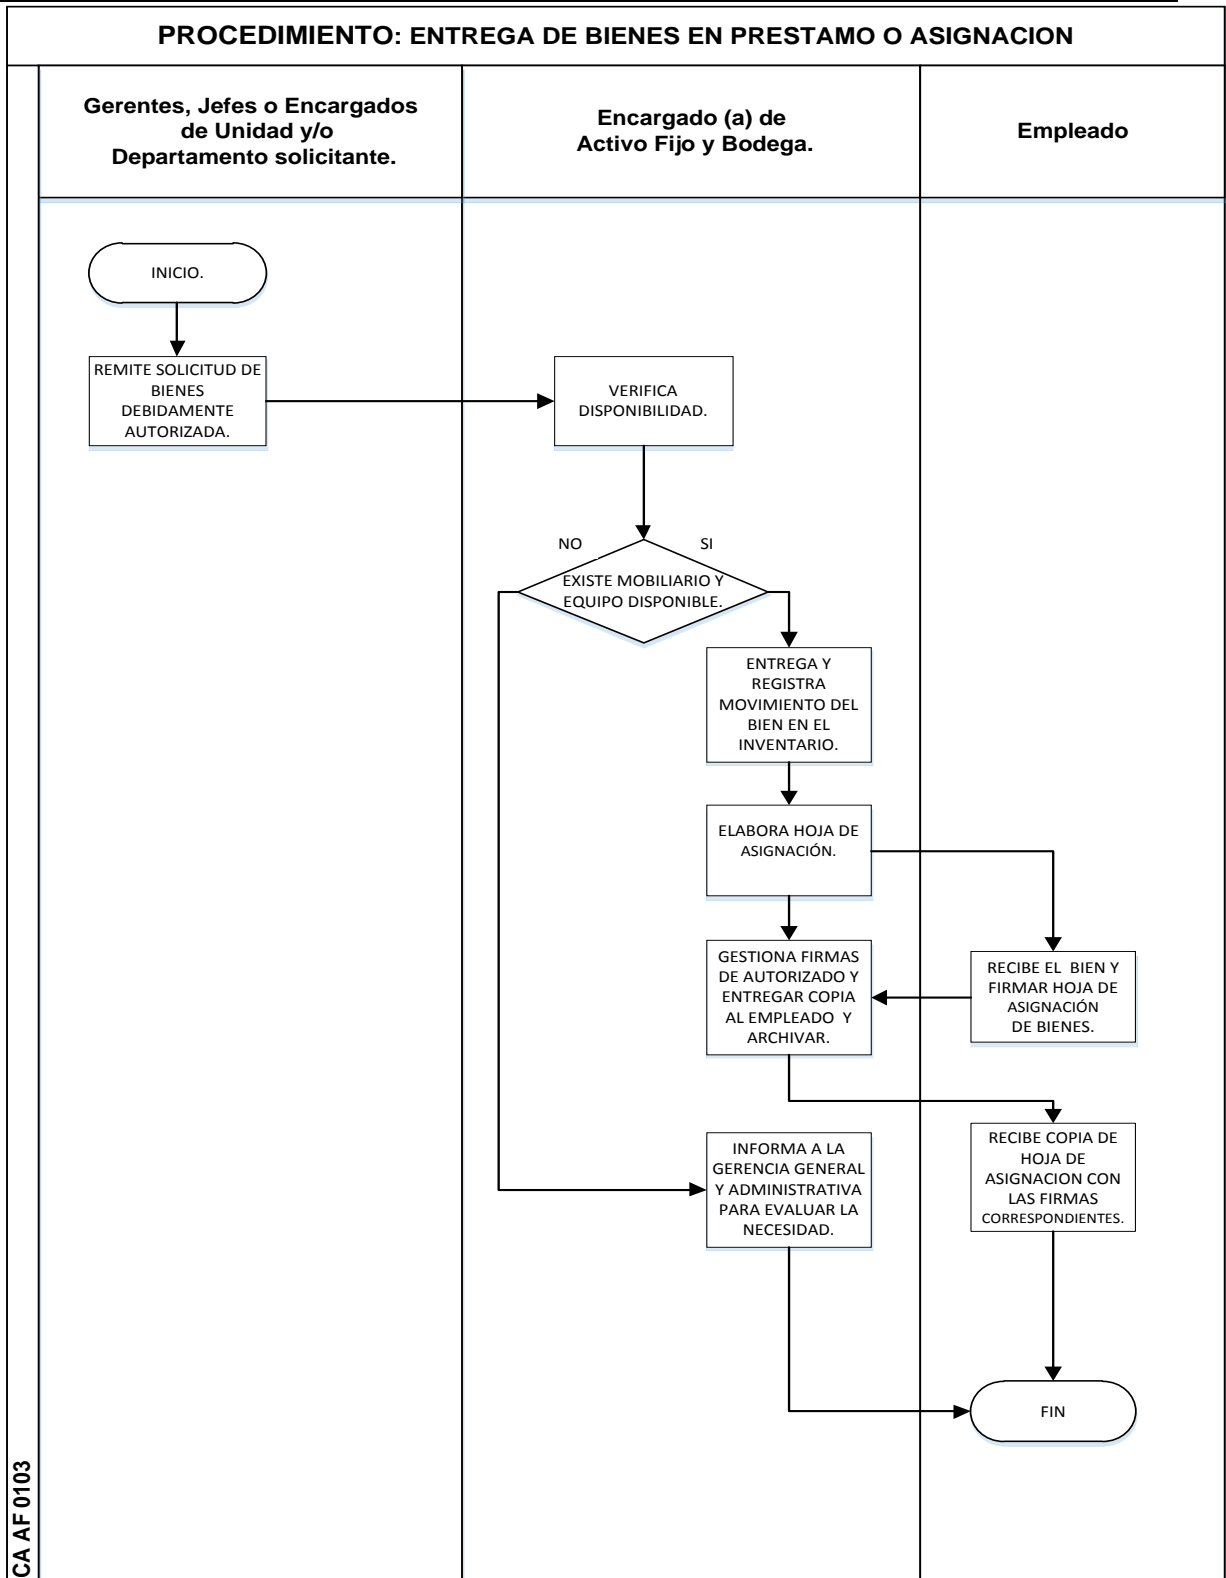 PROCEDIMIENTO: ENTREGA DE BIENES EN PRESTAMO O ASIGNACION
Gerentes, Jefes o Encargados
de Unidad y/o
Departamento solicitante.
Encargado (a) de
Activo Fijo y Bodega.
Empleado
INICIO.
REMITE SOLICITUD DE
BIENES
DEBIDAMENTE
AUTORIZADA.
VERIFICA
DISPONIBILIDAD.
NO
SI
EXISTE MOBILIARIO Y
EQUIPO DISPONIBLE.
ENTREGA Y
REGISTRA
MOVIMIENTO DEL
BIEN EN EL
INVENTARIO.
ELABORA HOJA DE
ASIGNACIÓN.
GESTIONA FIRMAS
DE AUTORIZADO Y
ENTREGAR COPIA
AL EMPLEADO Y
ARCHIVAR.
RECIBE EL BIEN Y
FIRMAR HOJA DE
ASIGNACIÓN
DE BIENES.
INFORMA A LA
GERENCIA GENERAL
Y ADMINISTRATIVA
PARA EVALUAR LA
NECESIDAD.
RECIBE COPIA DE
HOJA DE
ASIGNACION CON
LAS FIRMAS
CORRESPONDIENTES.
FIN
CA AF 0103